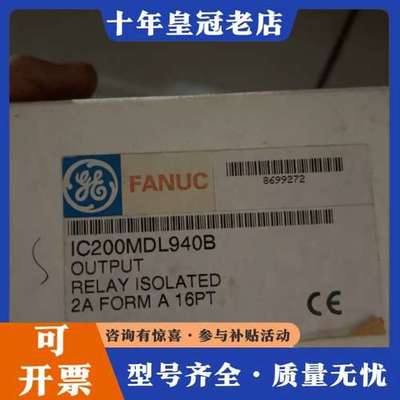 十年皇冠老店
GE FANUC
8699272
IC200MDL940B
OUTPUT
RELAY ISOLATED
2A FORM A 16PT
CE
咨询有惊喜·参与补贴活动
可开票
型号齐全·质量无忧